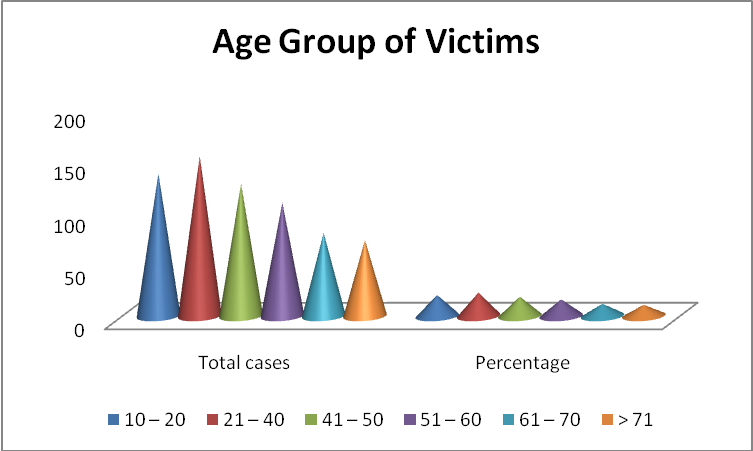 Age Group of Victims
200
150
100
50
0
Total cases Percentage
10 – 20 21 – 40 41 – 50 51 – 60 61 – 70 > 71